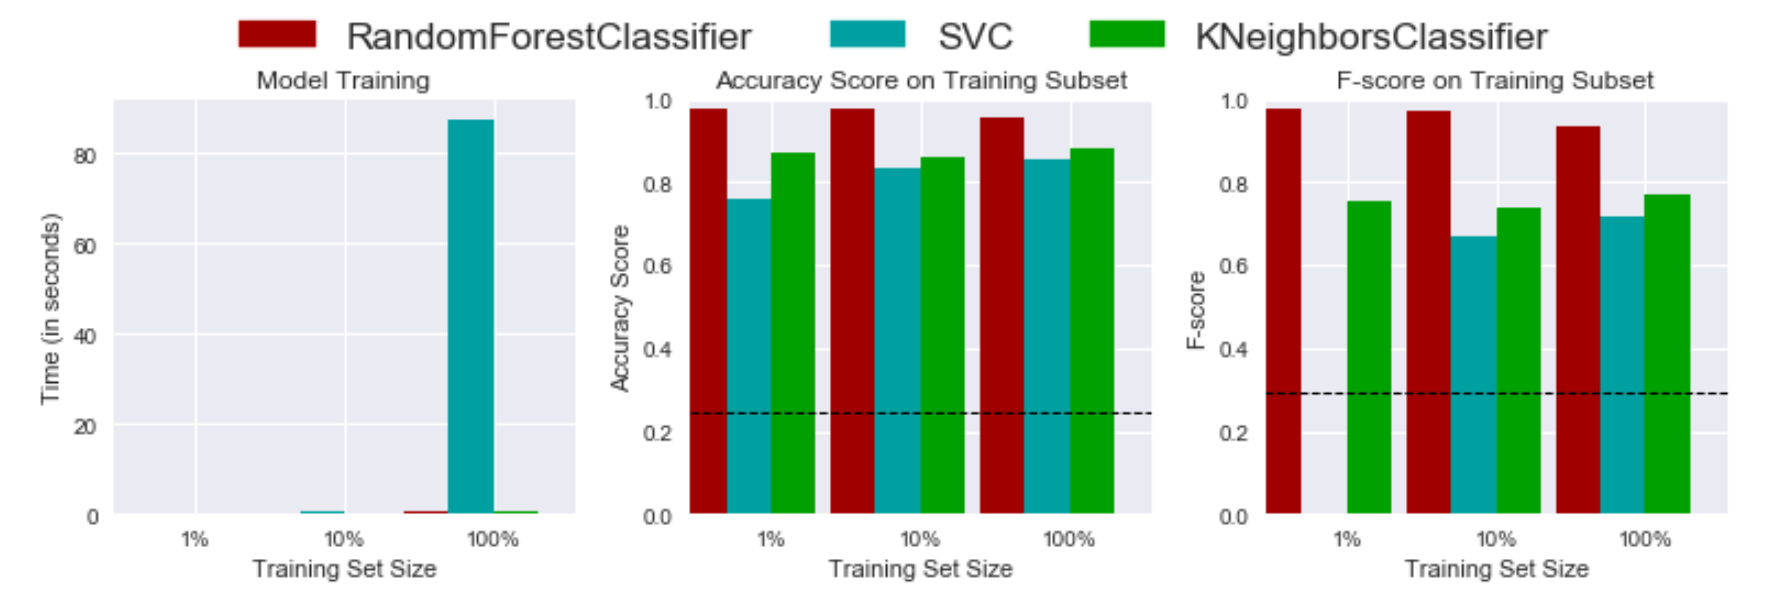 RandomForestClassifier SVC KNeighborsClassifier
Model Training
Time (in seconds)
80
60
40
20
0
1% 10% 100%
Training Set Size
Accuracy Score on Training Subset
Accuracy Score
1.0
0.8
0.6
0.4
0.2
0.0
1% 10% 100%
Training Set Size
F-score on Training Subset
F-score
1.0
0.8
0.6
0.4
0.2
0.0
1% 10% 100%
Training Set Size